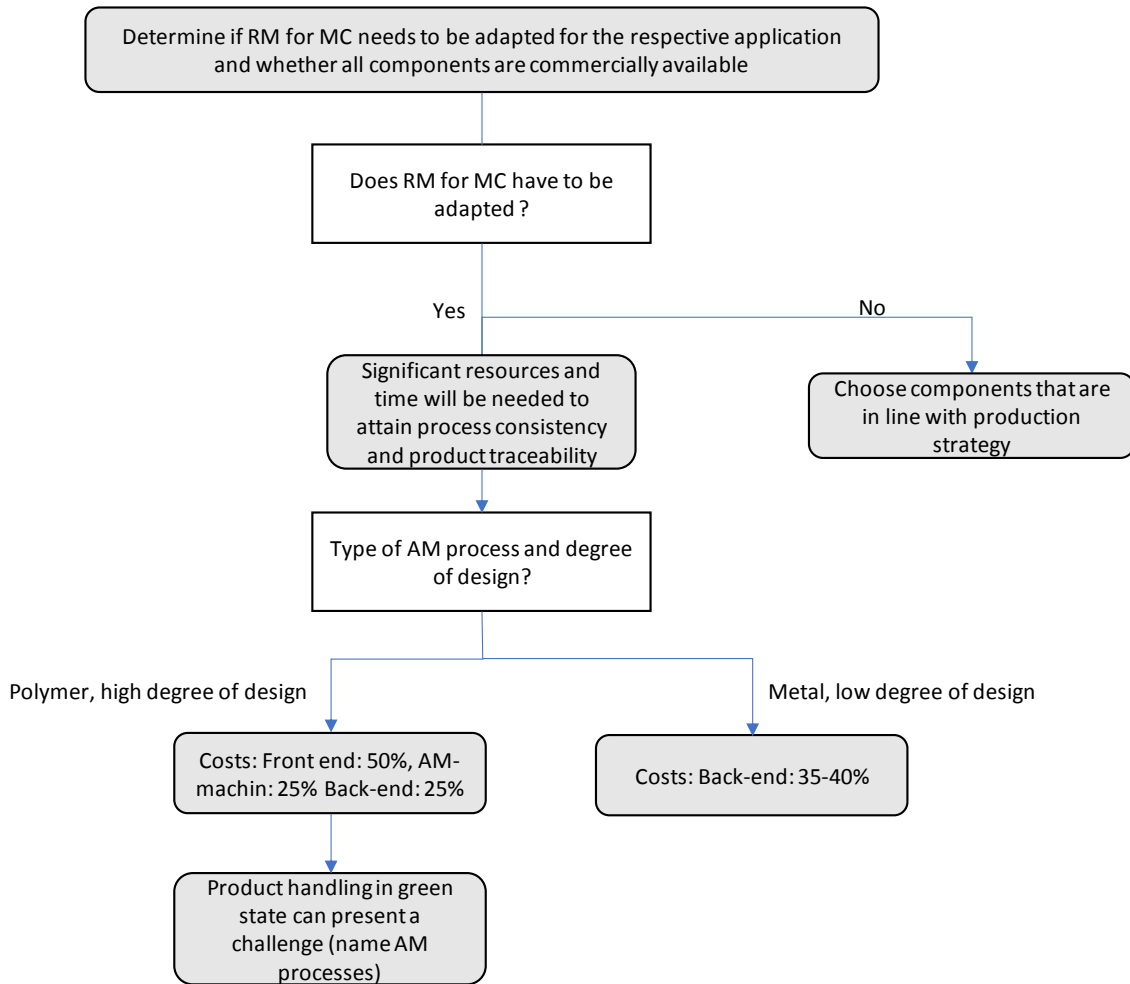 Determine if RM for MC needs to be adapted for the respective application
and whether all components are commercially available
Does RM for MC have to be
adapted ?
Yes
No
Significant resources and
time will be needed to
attain process consistency
and product traceability
Choose components that are
in line with production
strategy
Type of AM process and degree
of design?
Polymer, high degree of design
Metal, low degree of design
Costs: Front end: 50%, AM-
machin: 25% Back-end: 25%
Costs: Back-end: 35-40%
Product handling in green
state can present a
challenge (name AM
processes)